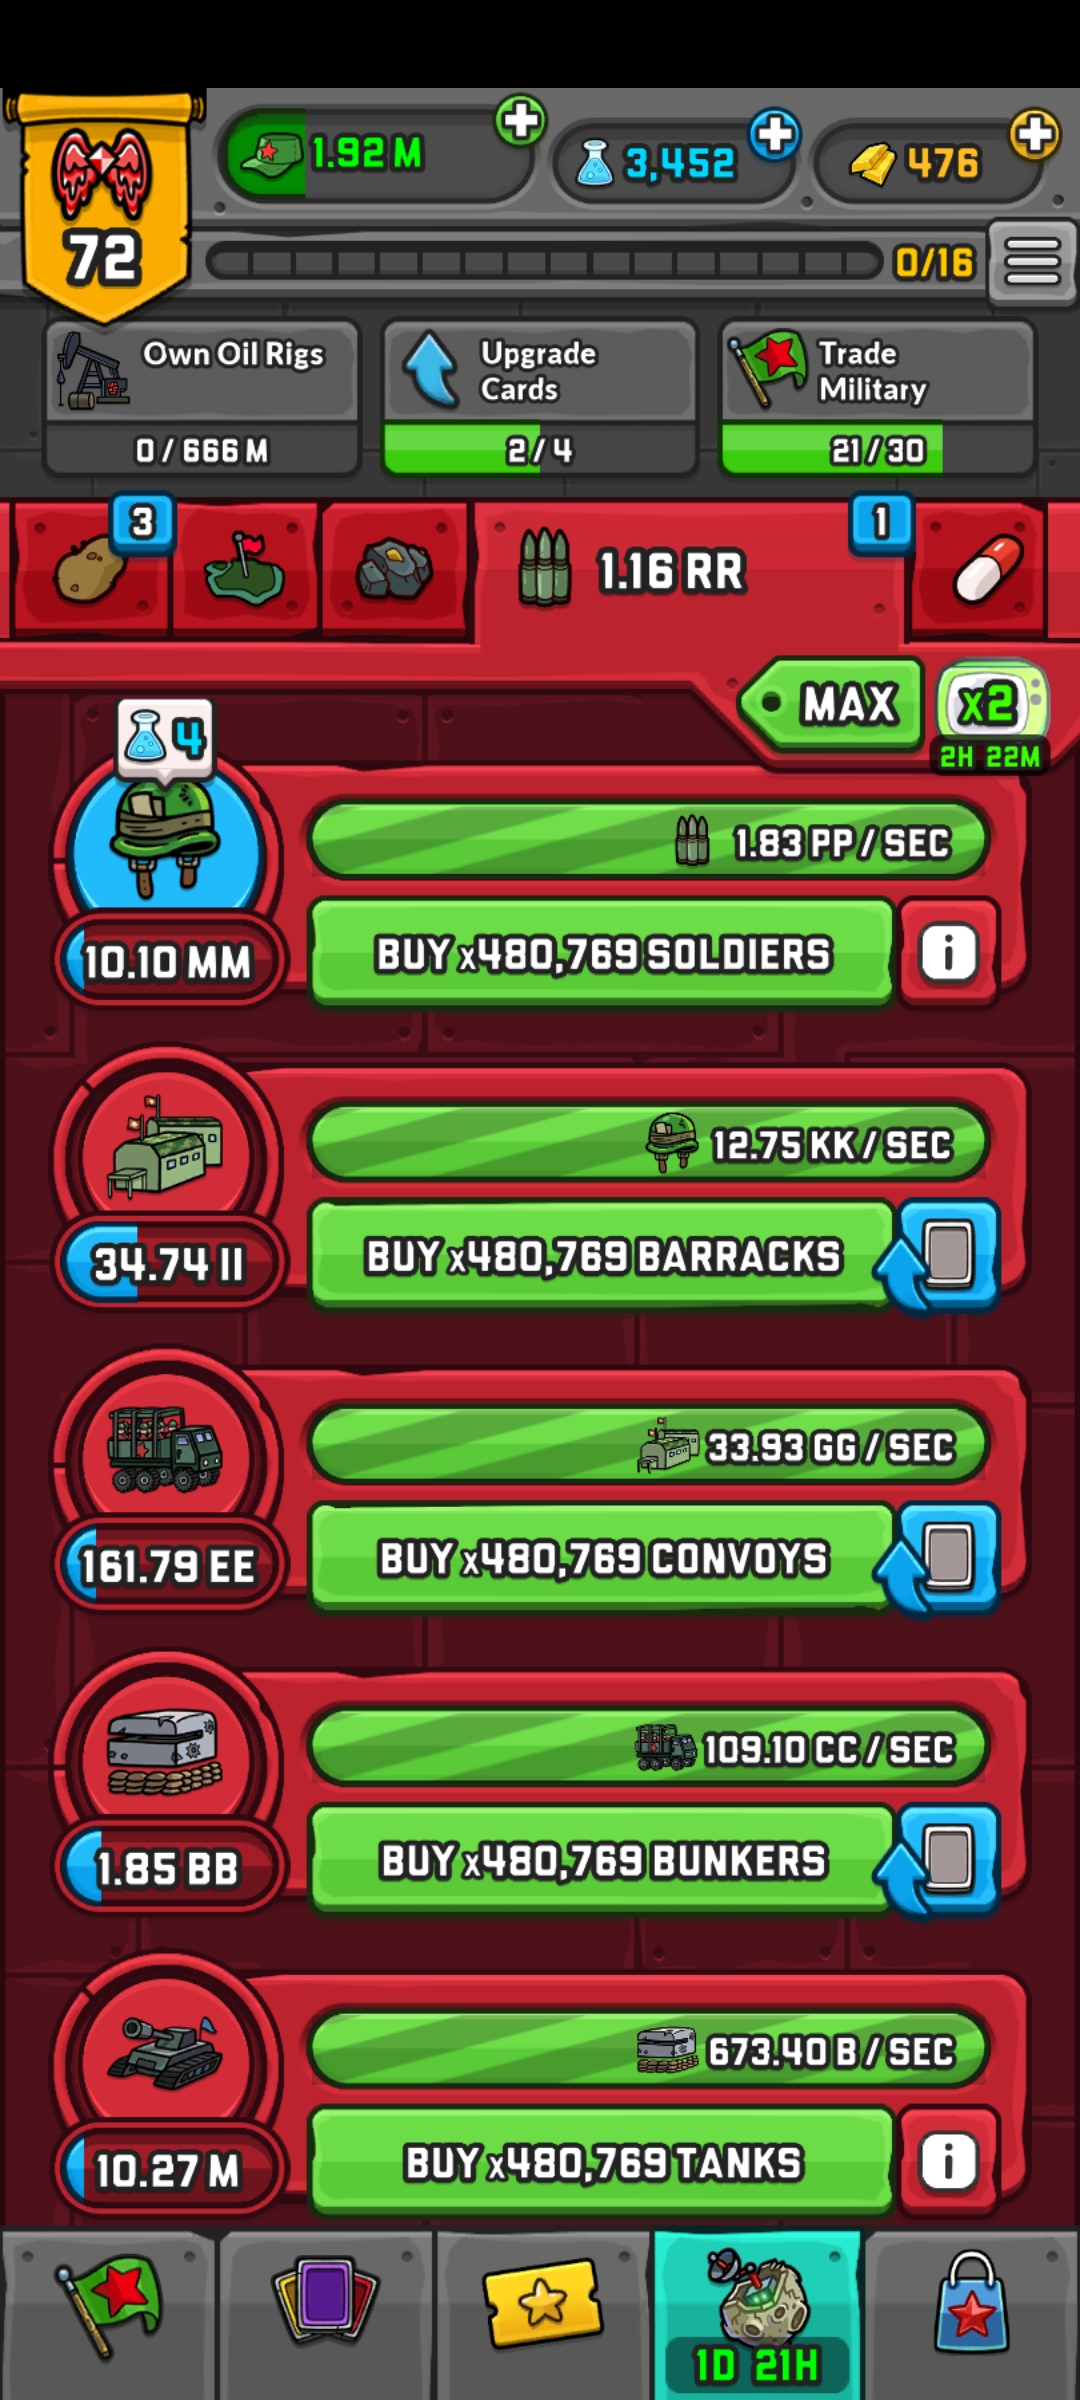 1.92 M
3,452
476
72
0/16
Own Oil Rigs
0 / 666 M
Upgrade
Cards
2 / 4
Trade
Military
21 / 30
3
1.16 RR
1
MAX
x2
2H 22M
4
1.83 PP / SEC
10.10 MM
BUY x480,769 SOLDIERS
i
12.75 KK / SEC
34.74 II
BUY x480,769 BARRACKS
33.93 GG / SEC
161.79 EE
BUY x480,769 CONVOYS
109.10 CC / SEC
1.85 BB
BUY x480,769 BUNKERS
673.40 B / SEC
10.27 M
BUY x480,769 TANKS
i
1D 21H